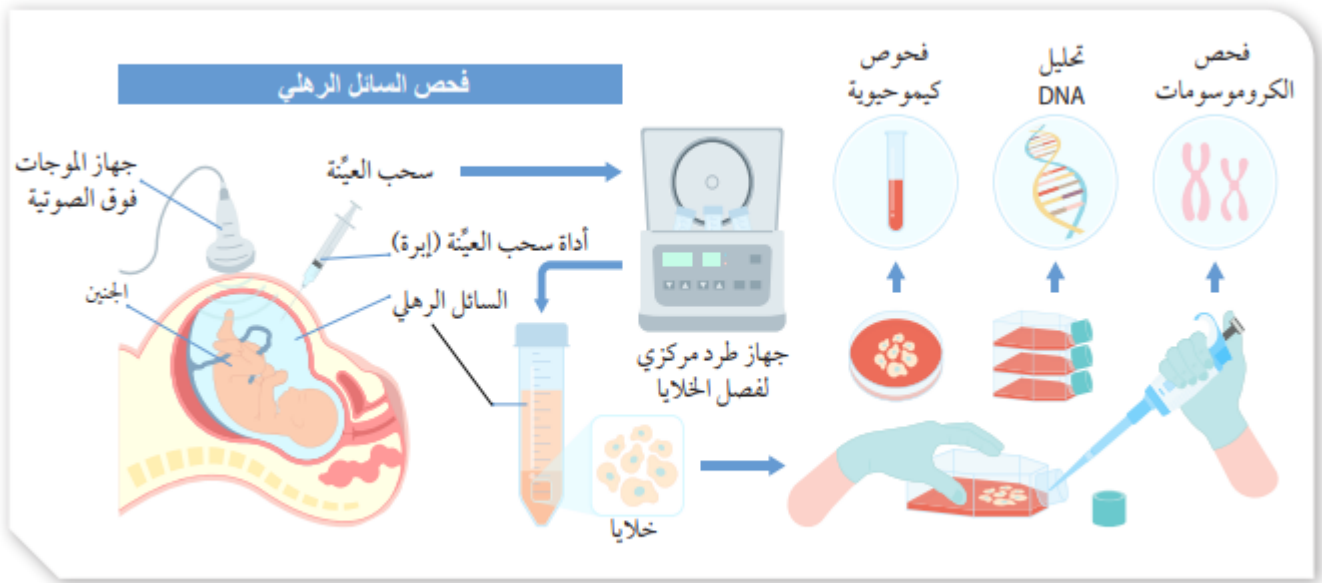 فحص السائل الرهلي
جهاز الموجات
فوق الصوتية
الجنين
سحب العيِّنة
أداة سحب العيِّنة (إبرة)
السائل الرهلي
جهاز طرد مركزي
لفصل الخلايا
خلايا
فحوص
كيموحيوية
تحليل
DNA
فحص
الكروموسومات